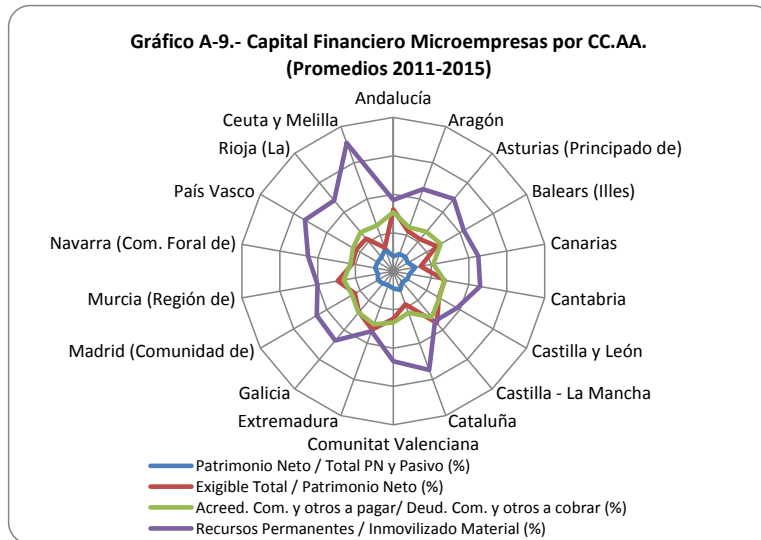 Gráfico A-9.- Capital Financiero Microempresas por CC.AA.
(Promedios 2011-2015)
Andalucía
Ceuta y Melilla
Aragón
Rioja (La)
Asturias (Principado de)
País Vasco
Balears (Illes)
Navarra (Com. Foral de)
Canarias
Murcia (Región de)
Cantabria
Madrid (Comunidad de)
Castilla y León
Galicia
Castilla - La Mancha
Extremadura
Cataluña
Comunitat Valenciana
Patrimonio Neto / Total PN y Pasivo (%)
Exigible Total / Patrimonio Neto (%)
Acreed. Com. y otros a pagar/ Deud. Com. y otros a cobrar (%)
Recursos Permanentes / Inmovilizado Material (%)